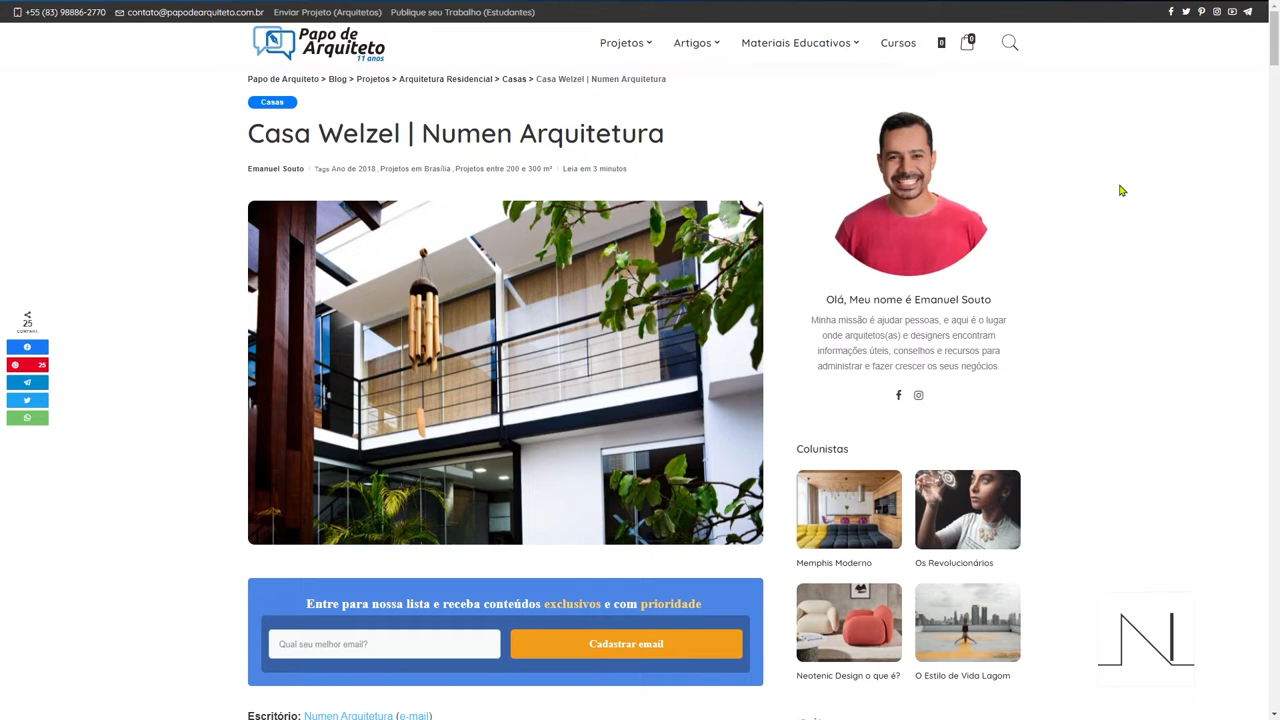 +55 (83) 98886-2770 contato@papodearquiteto.com.br Enviar Projeto (Arquitetos) Publique seu Trabalho (Estudantes)
Papo de
Arquiteto
11 anos
Projetos Artigos Materiais Educativos Cursos 0 0
Papo de Arquiteto > Blog > Projetos > Arquitetura Residencial > Casas > Casa Welzel | Numen Arquitetura
Casas
Casa Welzel | Numen Arquitetura
Emanuel Souto Tags Ano de 2018 , Projetos em Brasília , Projetos entre 200 e 300 m² Leia em 3 minutos
25
COMPART.
25
Olá, Meu nome é Emanuel Souto
Minha missão é ajudar pessoas, e aqui é o lugar
onde arquitetos(as) e designers encontram
informações úteis, conselhos e recursos para
administrar e fazer crescer os seus negócios.
Colunistas
Memphis Moderno
Os Revolucionários
Neotenic Design o que é?
O Estilo de Vida Lagom
Entre para nossa lista e receba conteúdos exclusivos e com prioridade
Qual seu melhor email?
Cadastrar email
Escritório: Numen Arquitetura (e-mail)